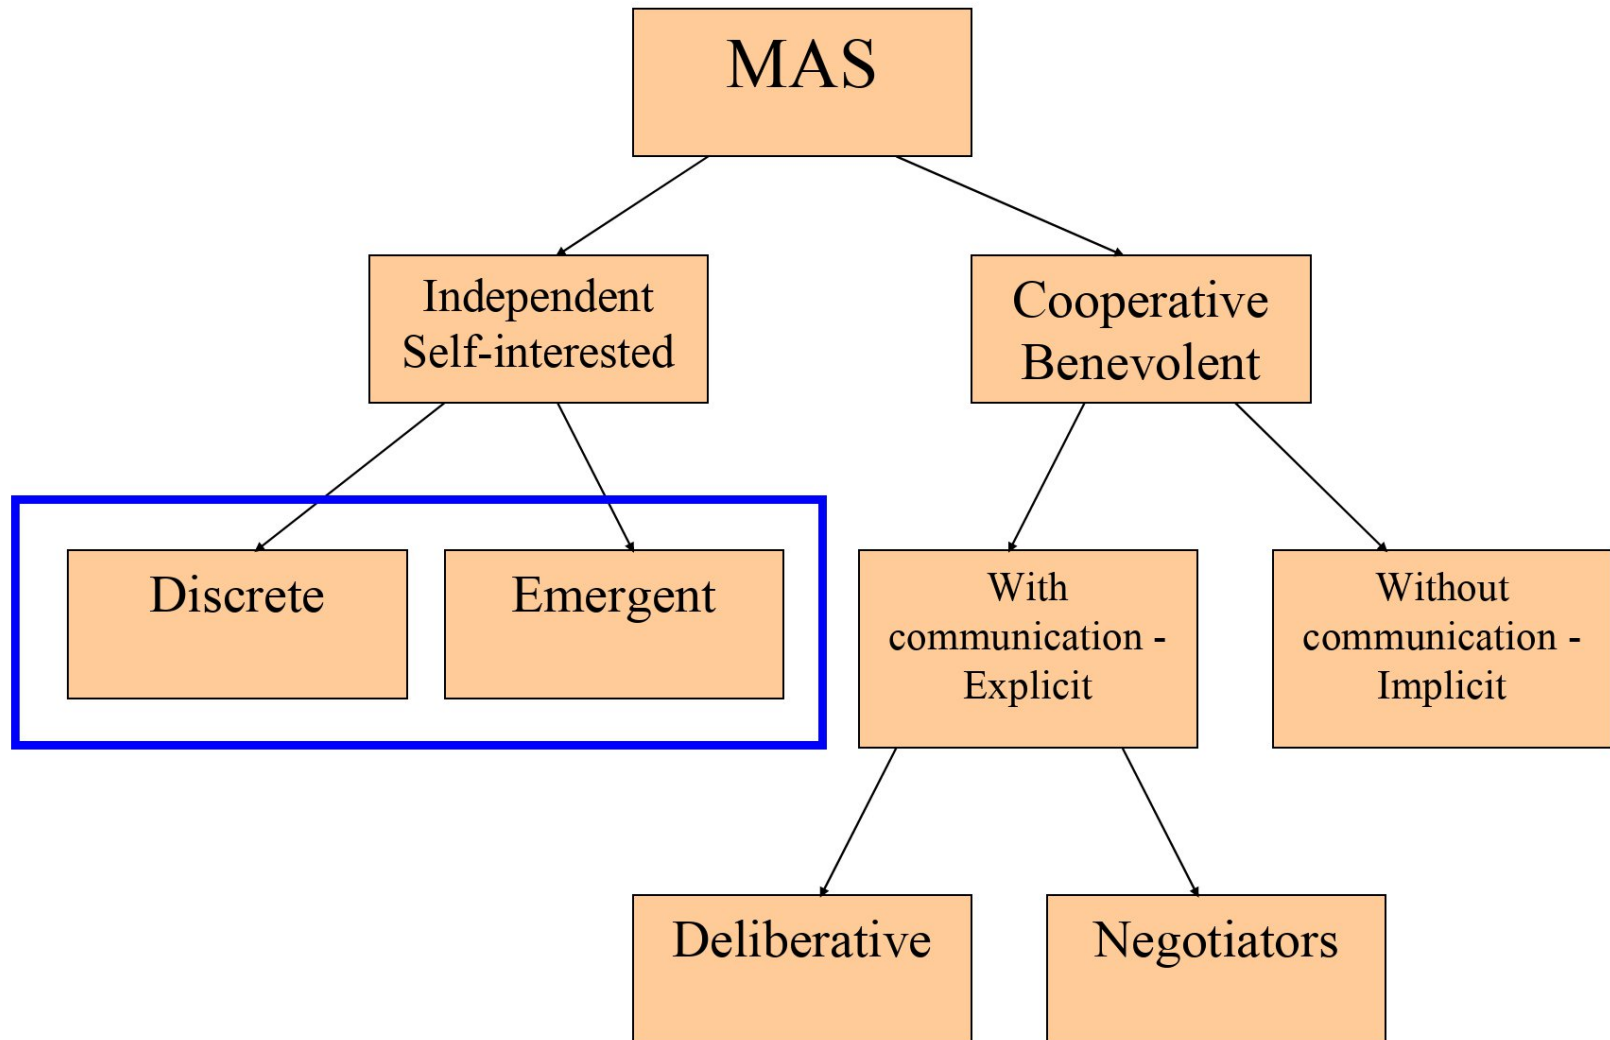 MAS
Independent
Self-interested
Cooperative
Benevolent
Discrete
Emergent
With
communication -
Explicit
Without
communication -
Implicit
Deliberative
Negotiators